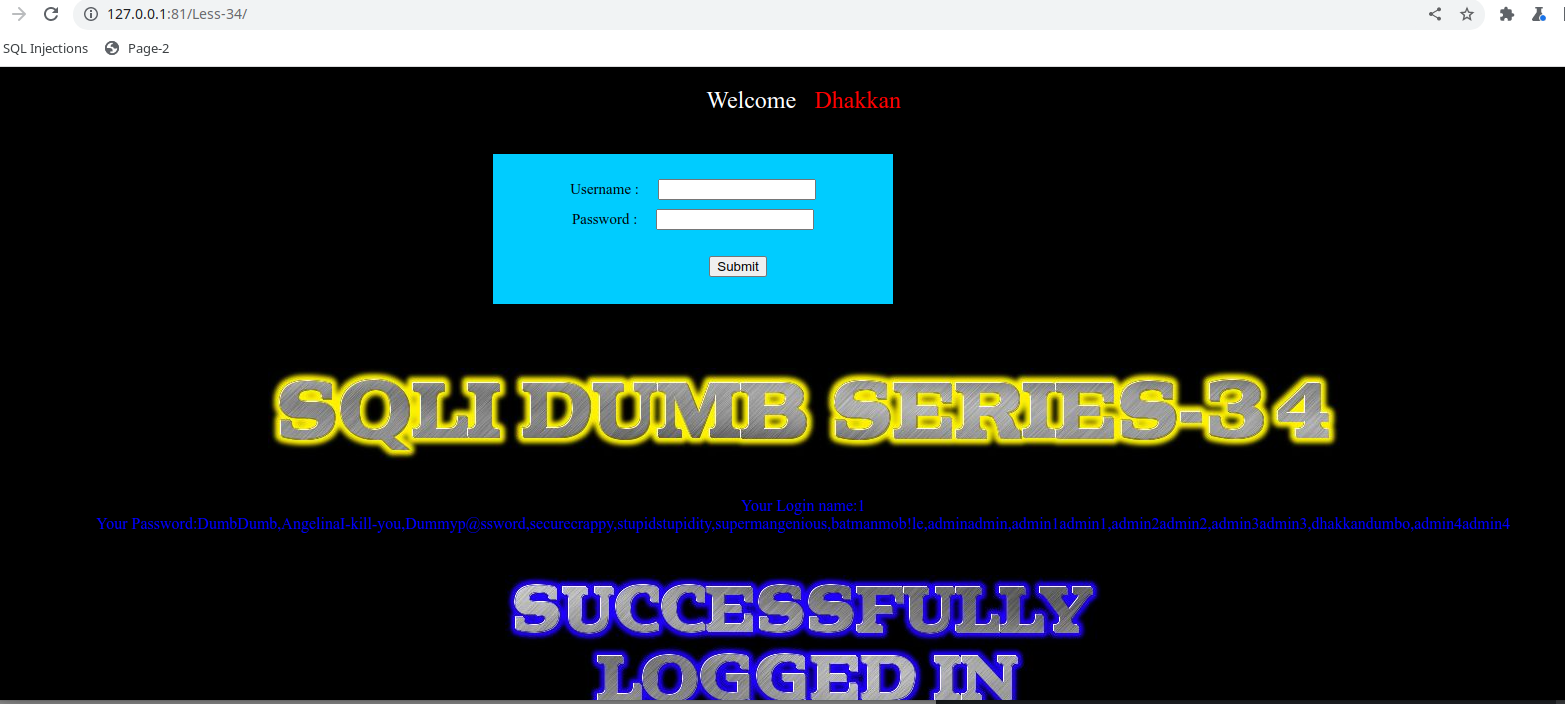 127.0.0.1:81/Less-34/
SQL Injections Page-2
Welcome Dhakkan
Username :
Password :
Submit
SQLI DUMB SERIES-34
Your Login name:1
Your Password:DumbDumb,AngelinaI-kill-you,Dummyp@ssword,securecrappy,stupidstupidity,supermangenious,batmanmob!le,adminadmin,admin1admin1,admin2admin2,admin3admin3,dhakkandumbo,admin4admin4
SUCCESSFULLY
LOGGED IN